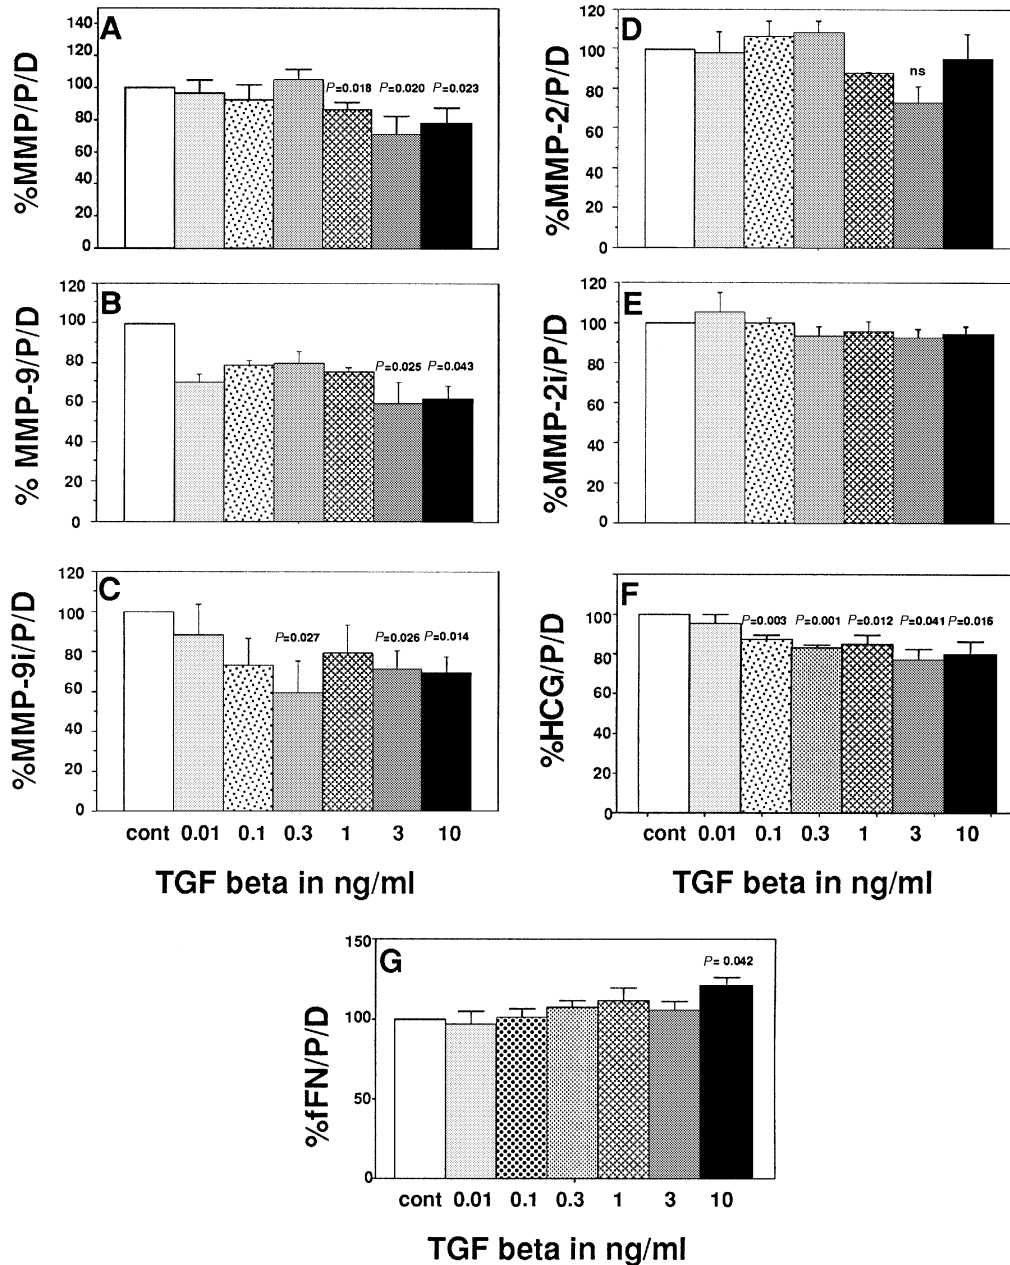 A
%MMP/P/D
140
120
100
80
60
40
20
0
P=0.018 P=0.020 P=0.023
D
%MMP-2/P/D
120
100
80
60
40
20
0
ns
B
% MMP-9/P/D
120
100
80
60
40
20
0
P=0.025 P=0.043
E
%MMP-2i/P/D
120
100
80
60
40
20
0
C
%MMP-9i/P/D
120
100
80
60
40
20
0
P=0.027 P=0.026 P=0.014
cont 0.01 0.1 0.3 1 3 10
TGF beta in ng/ml
F
%HCG/P/D
100
80
60
40
20
0
P=0.003 P=0.001 P=0.012 P=0.041 P=0.016
cont 0.01 0.1 0.3 1 3 10
TGF beta in ng/ml
G
%fFN/P/D
150
100
50
0
P= 0.042
cont 0.01 0.1 0.3 1 3 10
TGF beta in ng/ml